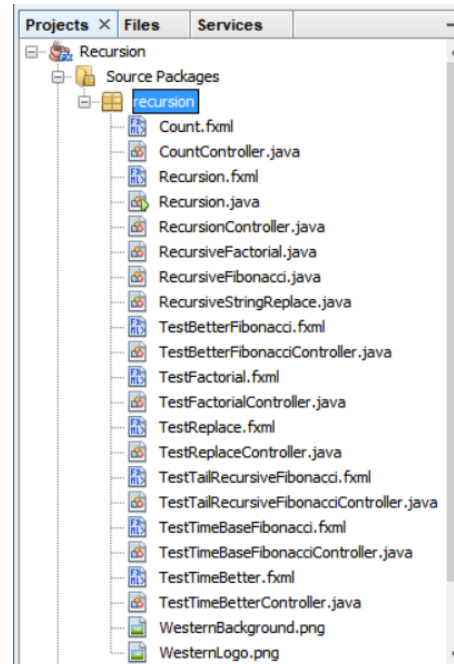 Projects × Files Services
Recursion
Source Packages
recursion
Count.fxml
CountController.java
Recursion.fxml
Recursion.java
RecursionController.java
RecursiveFactorial.java
RecursiveFibonacci.java
RecursiveStringReplace.java
TestBetterFibonacci.fxml
TestBetterFibonacciController.java
TestFactorial.fxml
TestFactorialController.java
TestReplace.fxml
TestReplaceController.java
TestTailRecursiveFibonacci.fxml
TestTailRecursiveFibonacciController.java
TestTimeBaseFibonacci.fxml
TestTimeBaseFibonacciController.java
TestTimeBetter.fxml
TestTimeBetterController.java
WesternBackground.png
WesternLogo.png